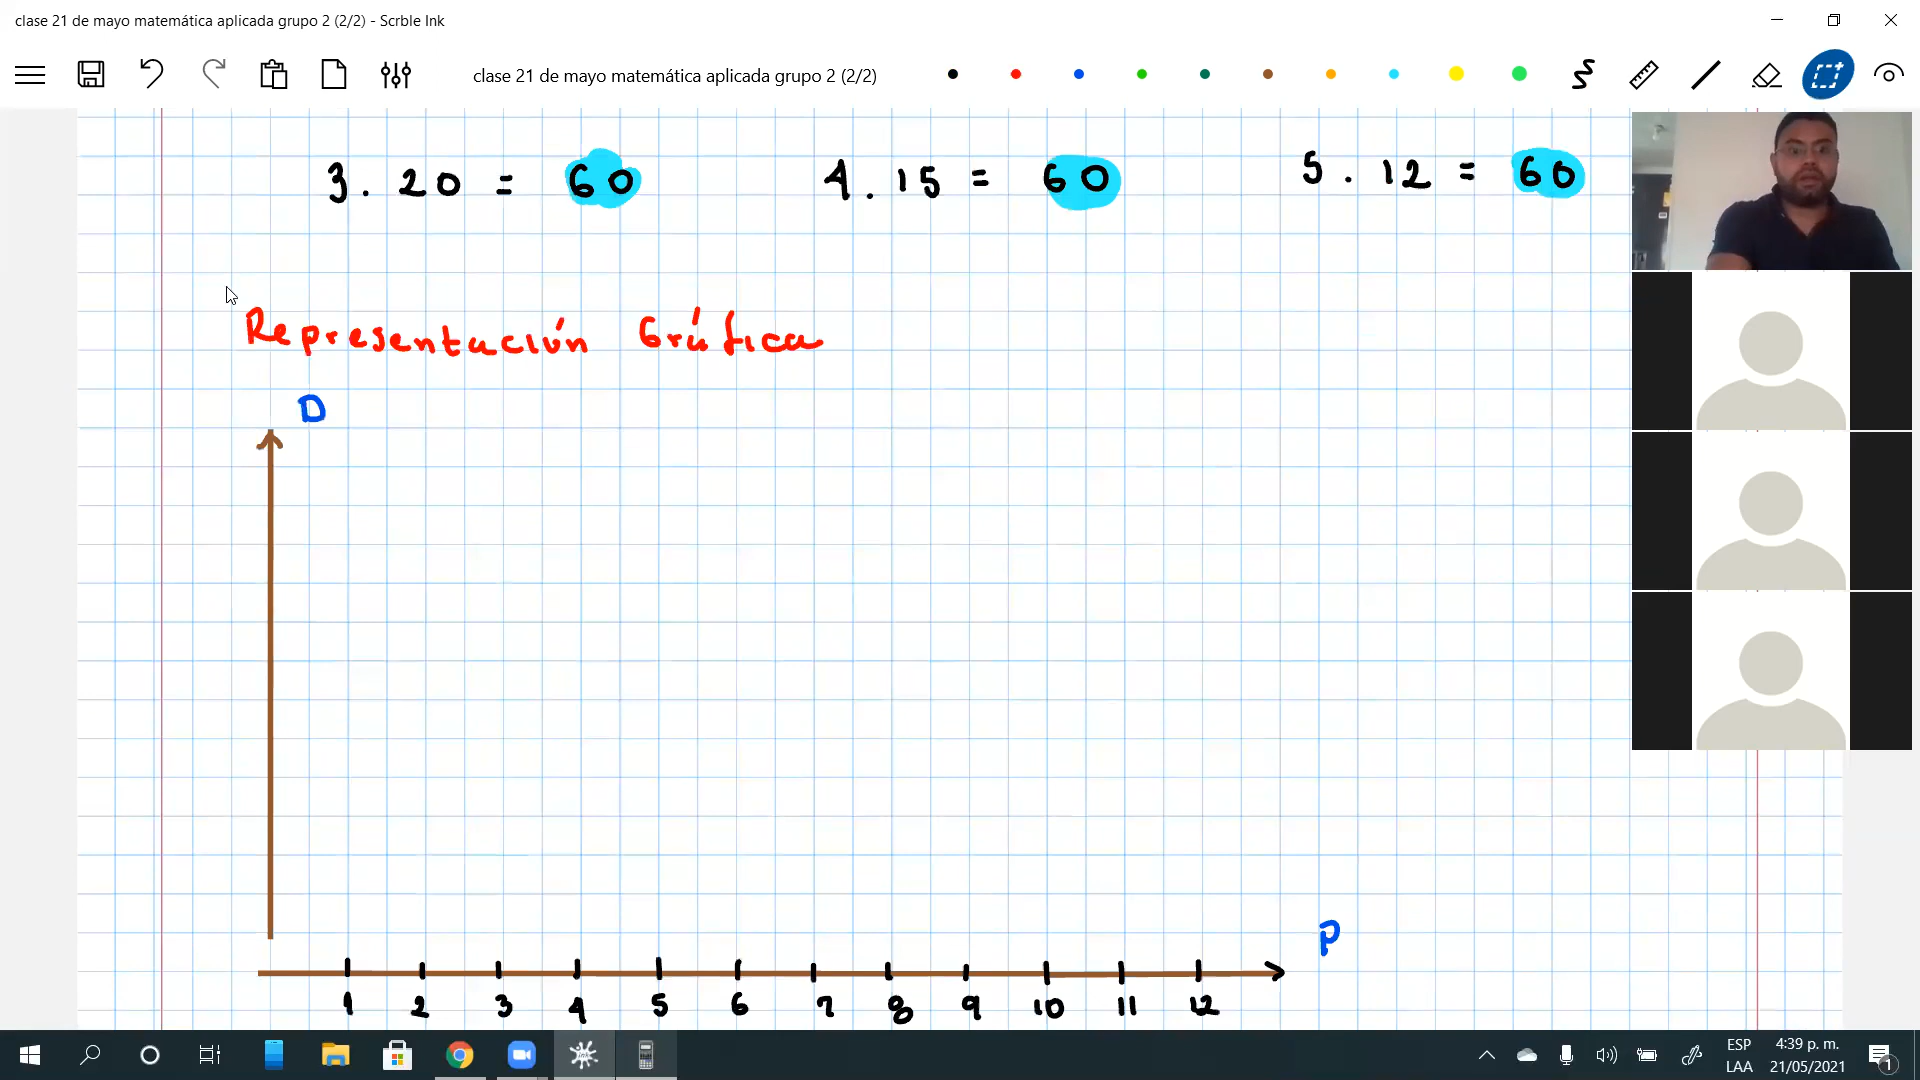 clase 21 de mayo matemática aplicada grupo 2 (2/2) - Scrble Ink
clase 21 de mayo matemática aplicada grupo 2 (2/2)
3 . 20 = 60 4 . 15 = 60 5 . 12 = 60
Representación Gráfica
D
P
1 2 3 4 5 6 7 8 9 10 11 12
ESP 4:39 p. m.
LAA 21/05/2021 1